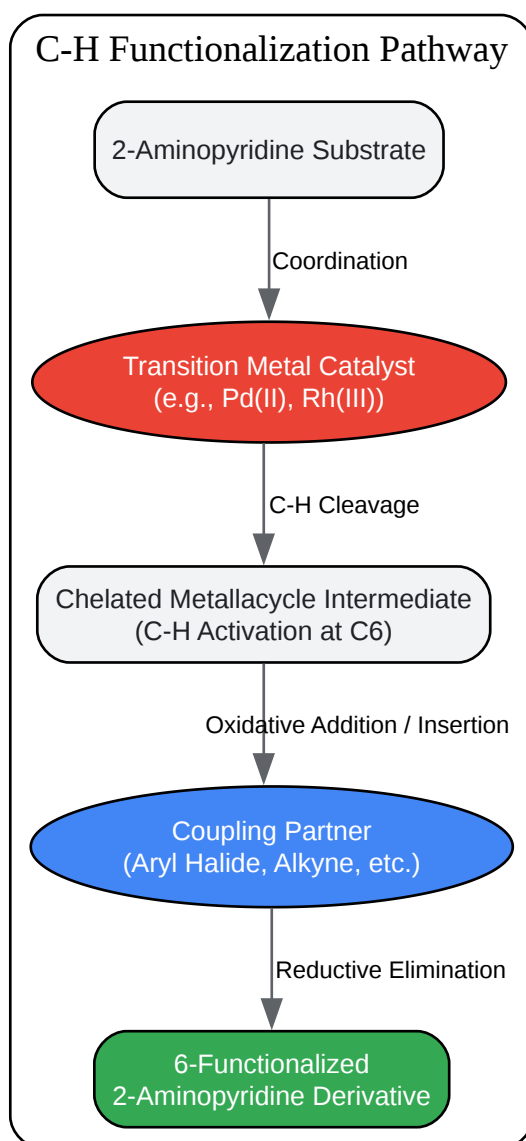 C-H Functionalization Pathway
2-Aminopyridine Substrate
Coordination
Transition Metal Catalyst
(e.g., Pd(II), Rh(III))
C-H Cleavage
Chelated Metallacycle Intermediate
(C-H Activation at C6)
Oxidative Addition / Insertion
Coupling Partner
(Aryl Halide, Alkyne, etc.)
Reductive Elimination
6-Functionalized
2-Aminopyridine Derivative